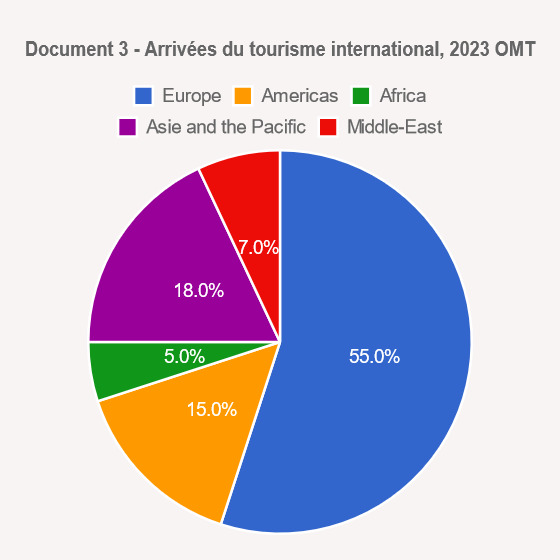 Document 3 - Arrivées du tourisme international, 2023 OMT
Europe Americas Africa
Asie and the Pacific Middle-East
7.0%
18.0%
5.0% 55.0%
15.0%